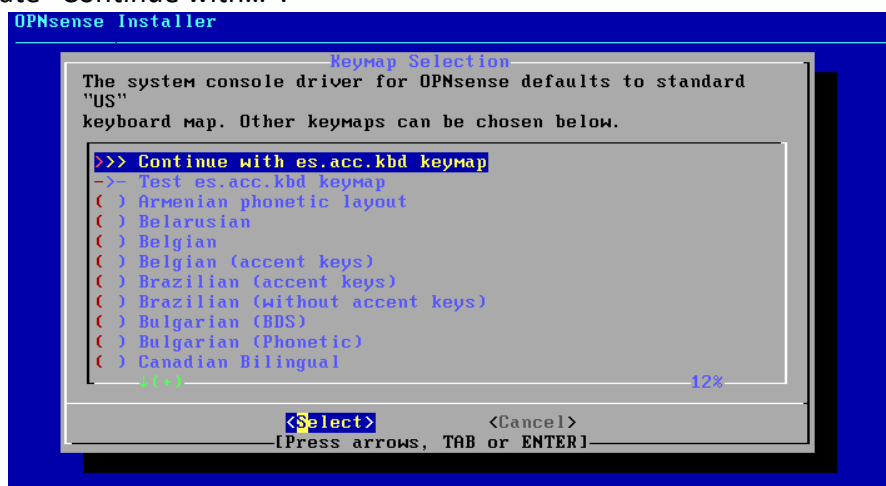 OPNsense Installer
Keymap Selection
The system console driver for OPNsense defaults to standard
"US"
keyboard map. Other keymaps can be chosen below.
>>> Continue with es.acc.kbd keymap
->- Test es.acc.kbd keymap
( ) Armenian phonetic layout
( ) Belarusian
( ) Belgian
( ) Belgian (accent keys)
( ) Brazilian (accent keys)
( ) Brazilian (without accent keys)
( ) Bulgarian (BDS)
( ) Bulgarian (Phonetic)
( ) Canadian Bilingual
↓(+) 12%
<Select> <Cancel>
[Press arrows, TAB or ENTER]